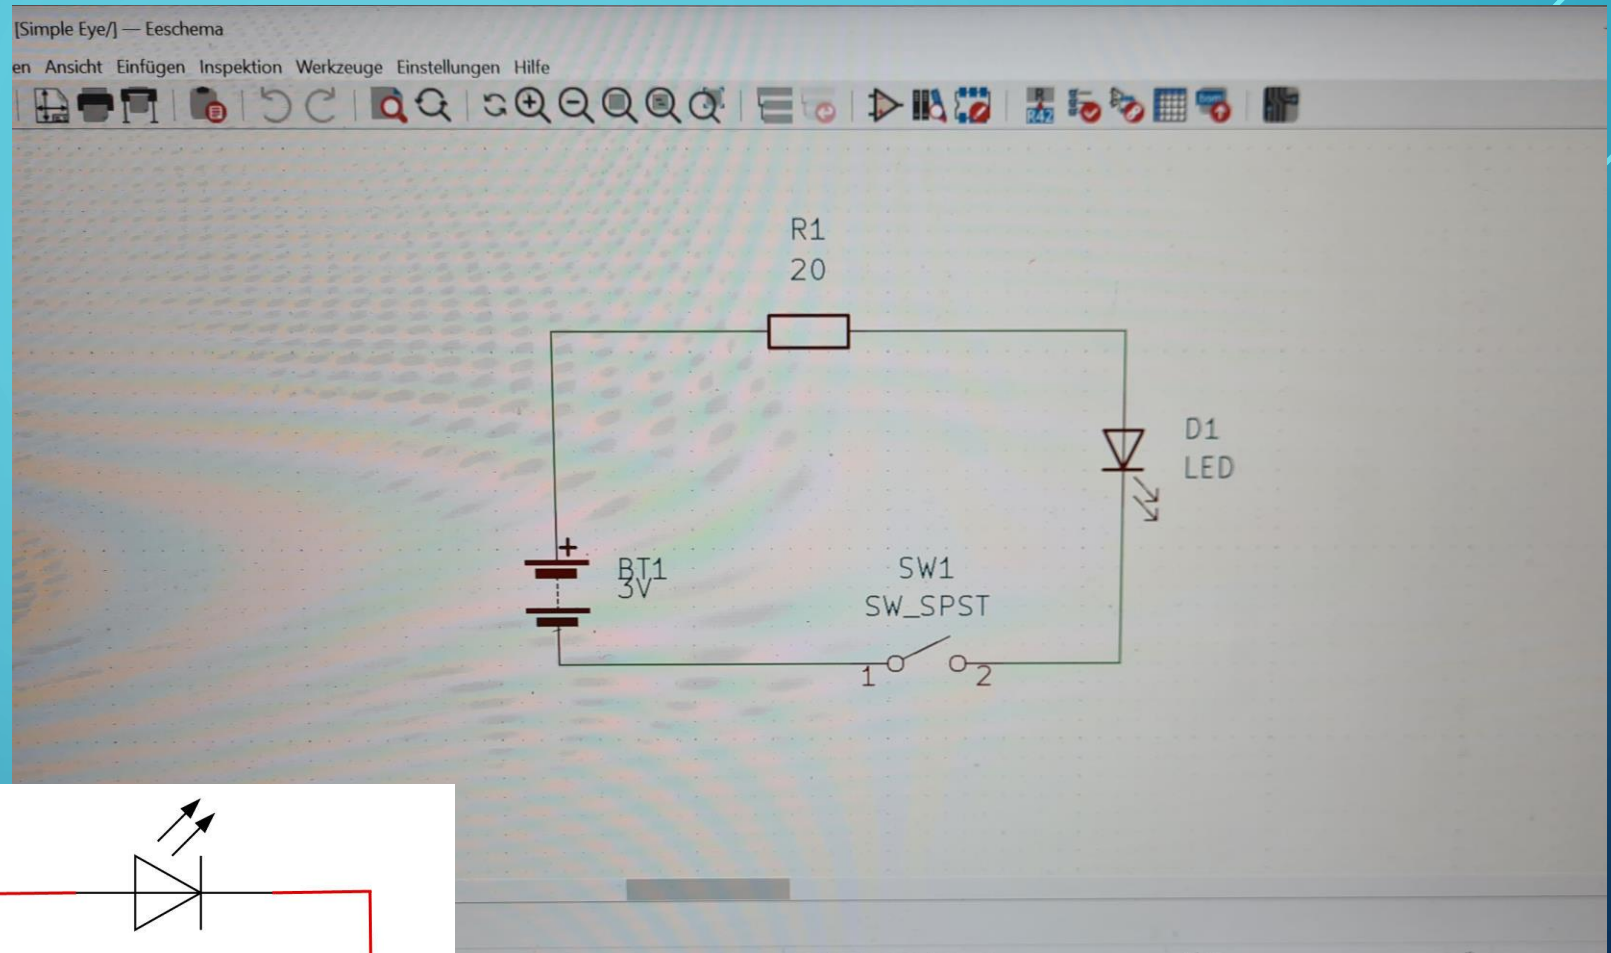 [Simple Eye/] — Eeschema
en Ansicht Einfügen Inspektion Werkzeuge Einstellungen Hilfe
R
R42
R1
20
D1
LED
BT1
3V
SW1
SW_SPST
1
2